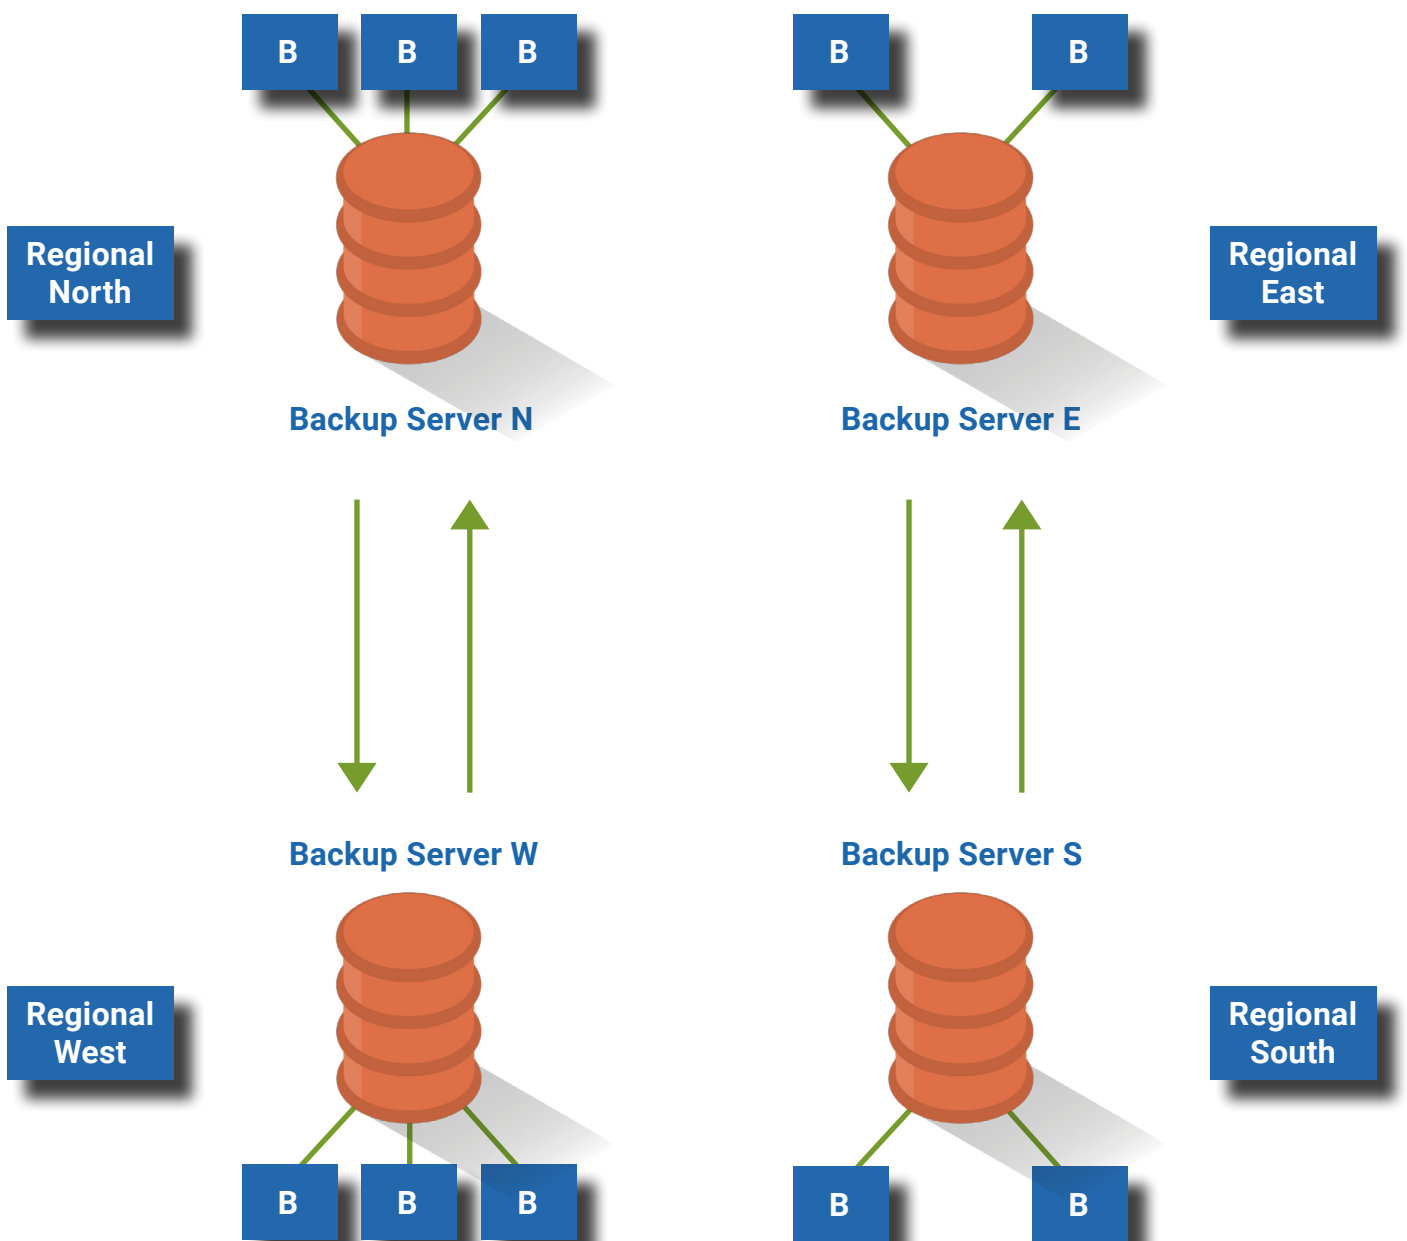 B
B
B
B
B
Regional
North
Regional
East
Backup Server N
Backup Server E
Backup Server W
Backup Server S
Regional
West
Regional
South
B
B
B
B
B